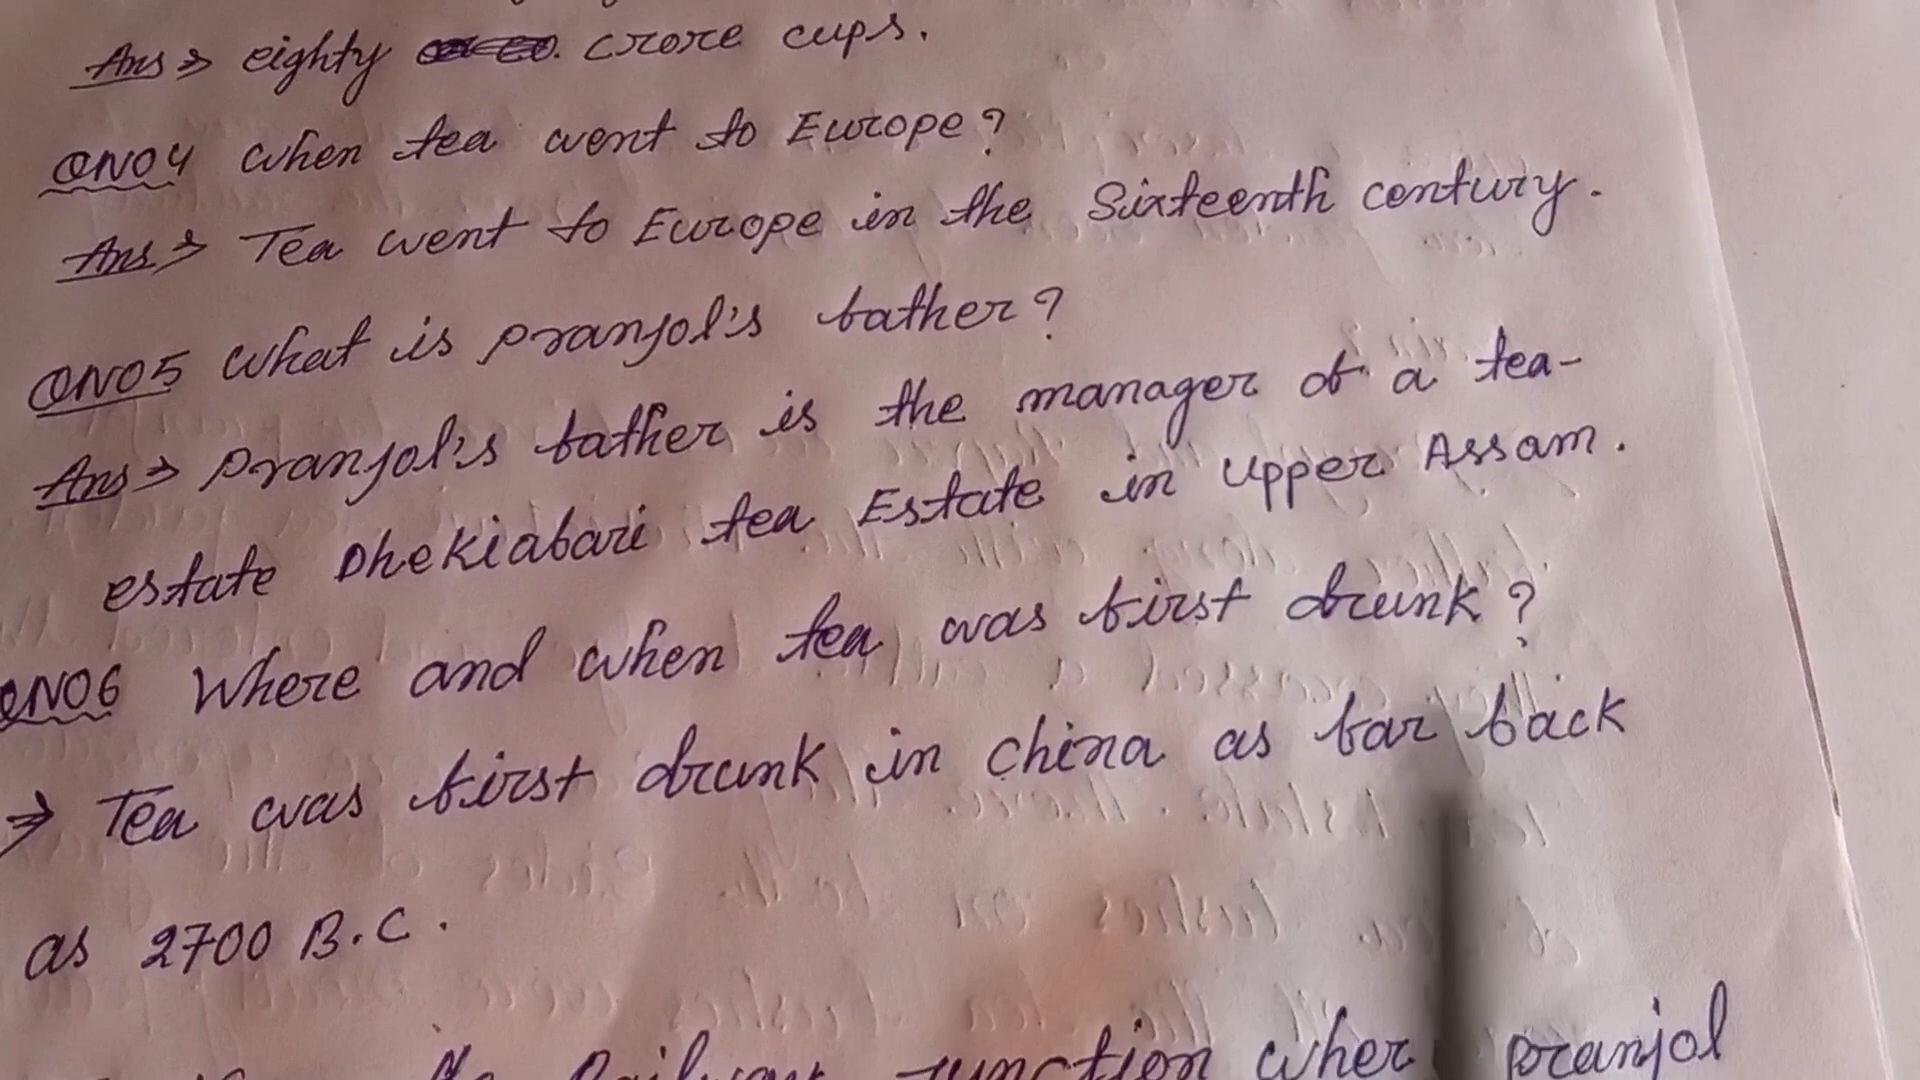 Ans → eighty crore cups.
QNO4 When tea went to Europe?
Ans → Tea went to Europe in the Sixteenth century.
QNO5 What is pranjol's father?
Ans → pranjol's father is the manager of a tea-
estate Dhekiabari tea Estate in upper Assam.
QNO6 Where and when tea was first drunk?
→ Tea was first drunk in china as far back
as 2700 B.C.
Railway junction wher pranjol